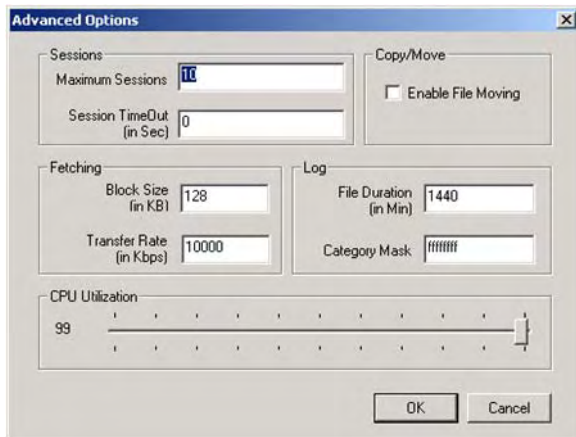 Advanced Options
Sessions
Maximum Sessions 10
Session TimeOut
(in Sec) 0
Copy/Move
Enable File Moving
Fetching
Block Size
(in KB) 128
Transfer Rate
(in Kbps) 10000
Log
File Duration
(in Min) 1440
Category Mask ffffffff
CPU Utilization
99
OK Cancel